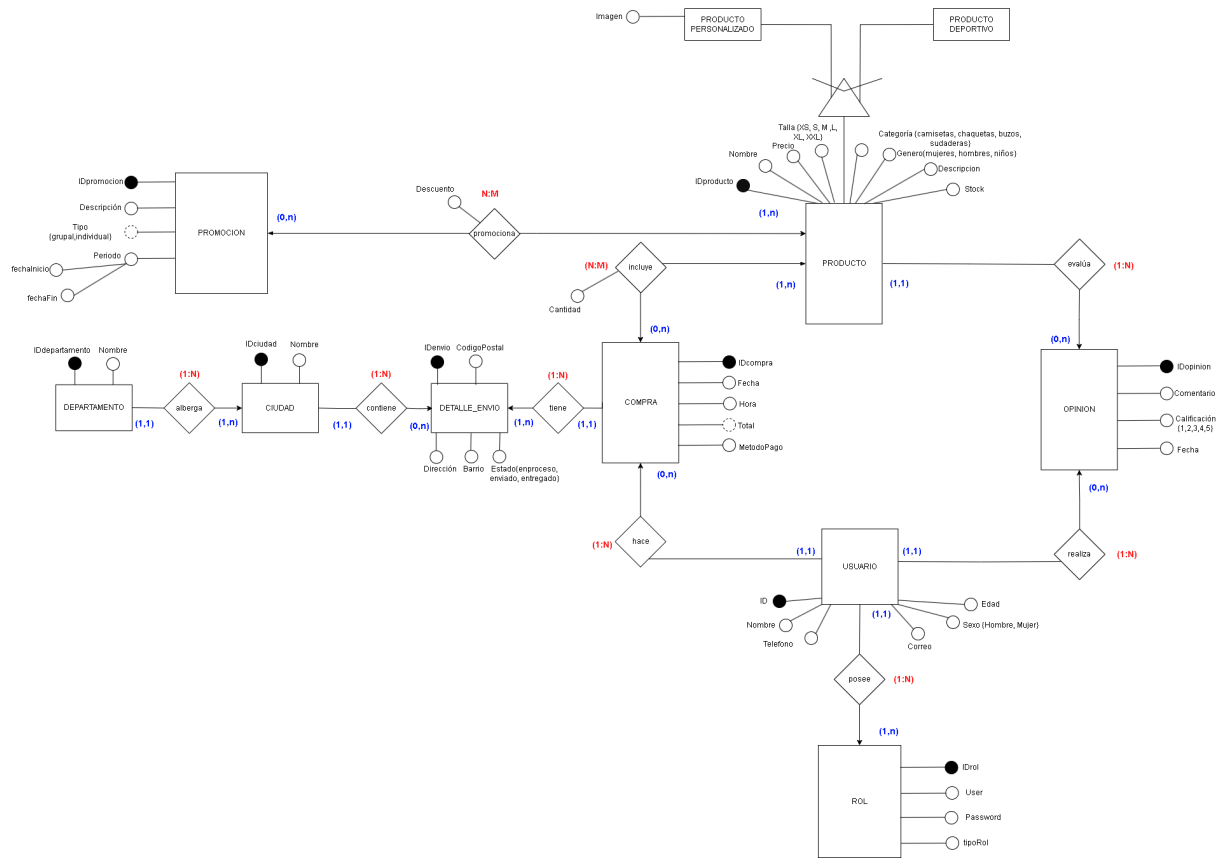 Imagen
PRODUCTO
PERSONALIZADO
PRODUCTO
DEPORTIVO
Talla {XS, S, M ,L,
XL, XXL}
Categoría {camisetas, chaquetas, buzos,
sudaderas}
Precio
Genero(mujeres, hombres, niños)
Nombre
Descripcion
IDproducto
Stock
IDpromocion
Descripción
Tipo
{grupal,individual}
Periodo
fechaInicio
fechaFin
PROMOCION
(0,n)
Descuento
N:M
promociona
(1,n)
PRODUCTO
(N:M)
incluye
Cantidad
(1,n)
(1,1)
evalúa
(1:N)
(0,n)
(0,n)
IDdepartamento
Nombre
DEPARTAMENTO
(1,1)
(1:N)
alberga
(1,n)
IDciudad
Nombre
CIUDAD
(1,1)
(1:N)
contiene
(0,n)
IDenvio
CodigoPostal
DETALLE_ENVIO
Dirección
Barrio
Estado(enproceso,
enviado, entregado}
(1,n)
(1:N)
tiene
(1,1)
COMPRA
IDcompra
Fecha
Hora
Total
MetodoPago
(0,n)
OPINION
IDopinion
Comentario
Calificación
{1,2,3,4,5}
Fecha
(0,n)
(1:N)
hace
(1,1)
USUARIO
(1,1)
realiza
(1:N)
ID
Nombre
Telefono
(1,1)
Edad
Sexo {Hombre, Mujer}
Correo
posee
(1:N)
(1,n)
ROL
IDrol
User
Password
tipoRol